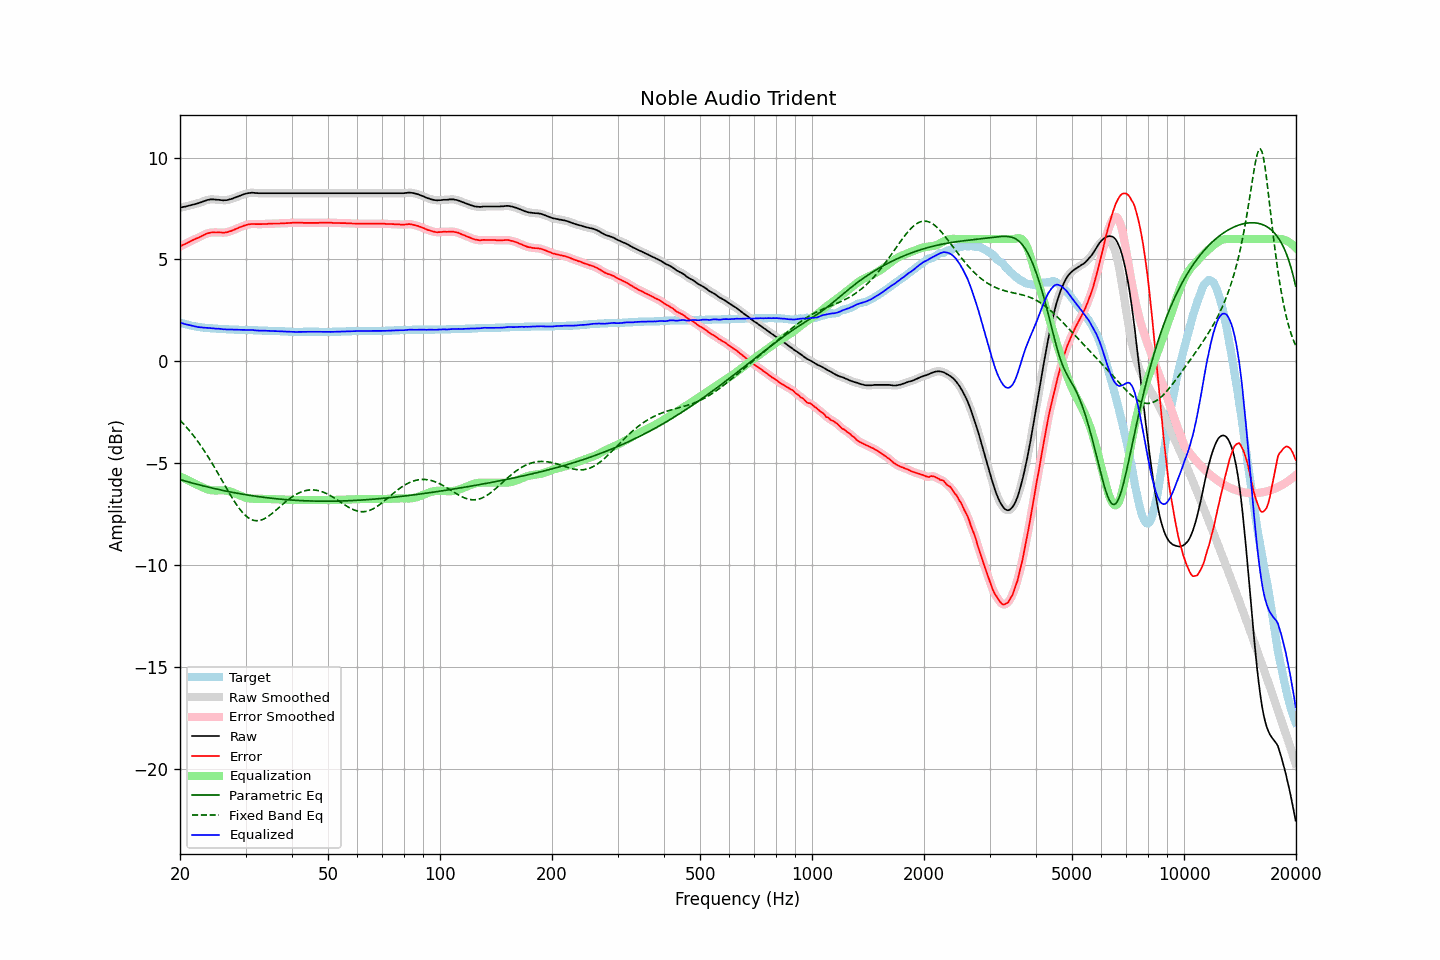 Noble Audio Trident
Amplitude (dBr)
10
5
0
−5
−10
−15
−20
Target
Raw Smoothed
Error Smoothed
Raw
Error
Equalization
Parametric Eq
Fixed Band Eq
Equalized
20 50 100 200 500 1000 2000 5000 10000 20000
Frequency (Hz)